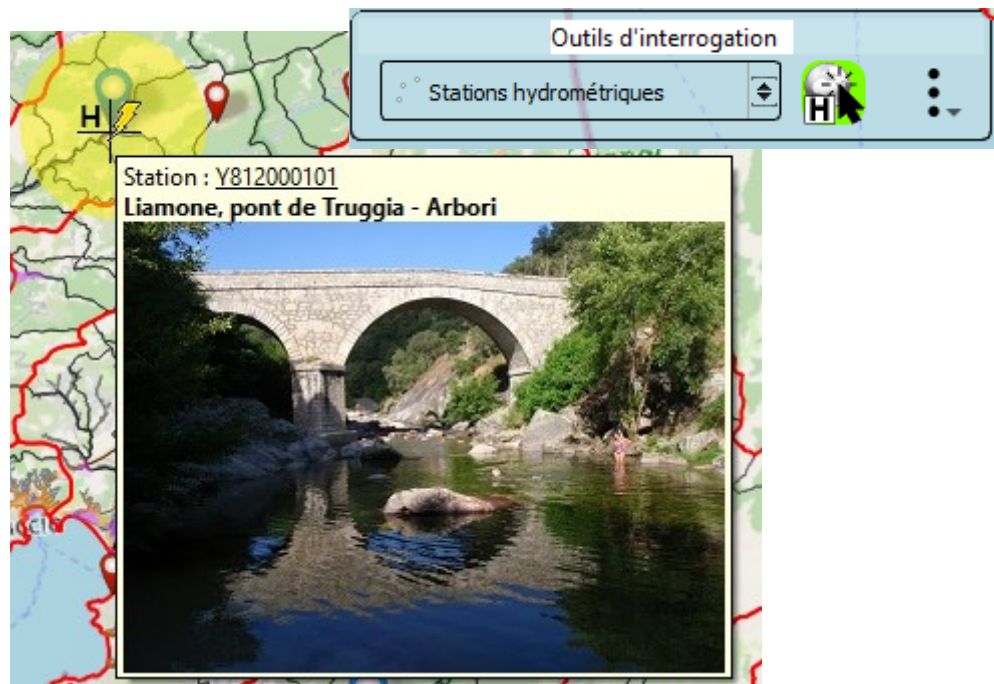 Outils d'interrogation
Stations hydrométriques
H
H
Station : Y812000101
Liamone, pont de Truggia - Arbori